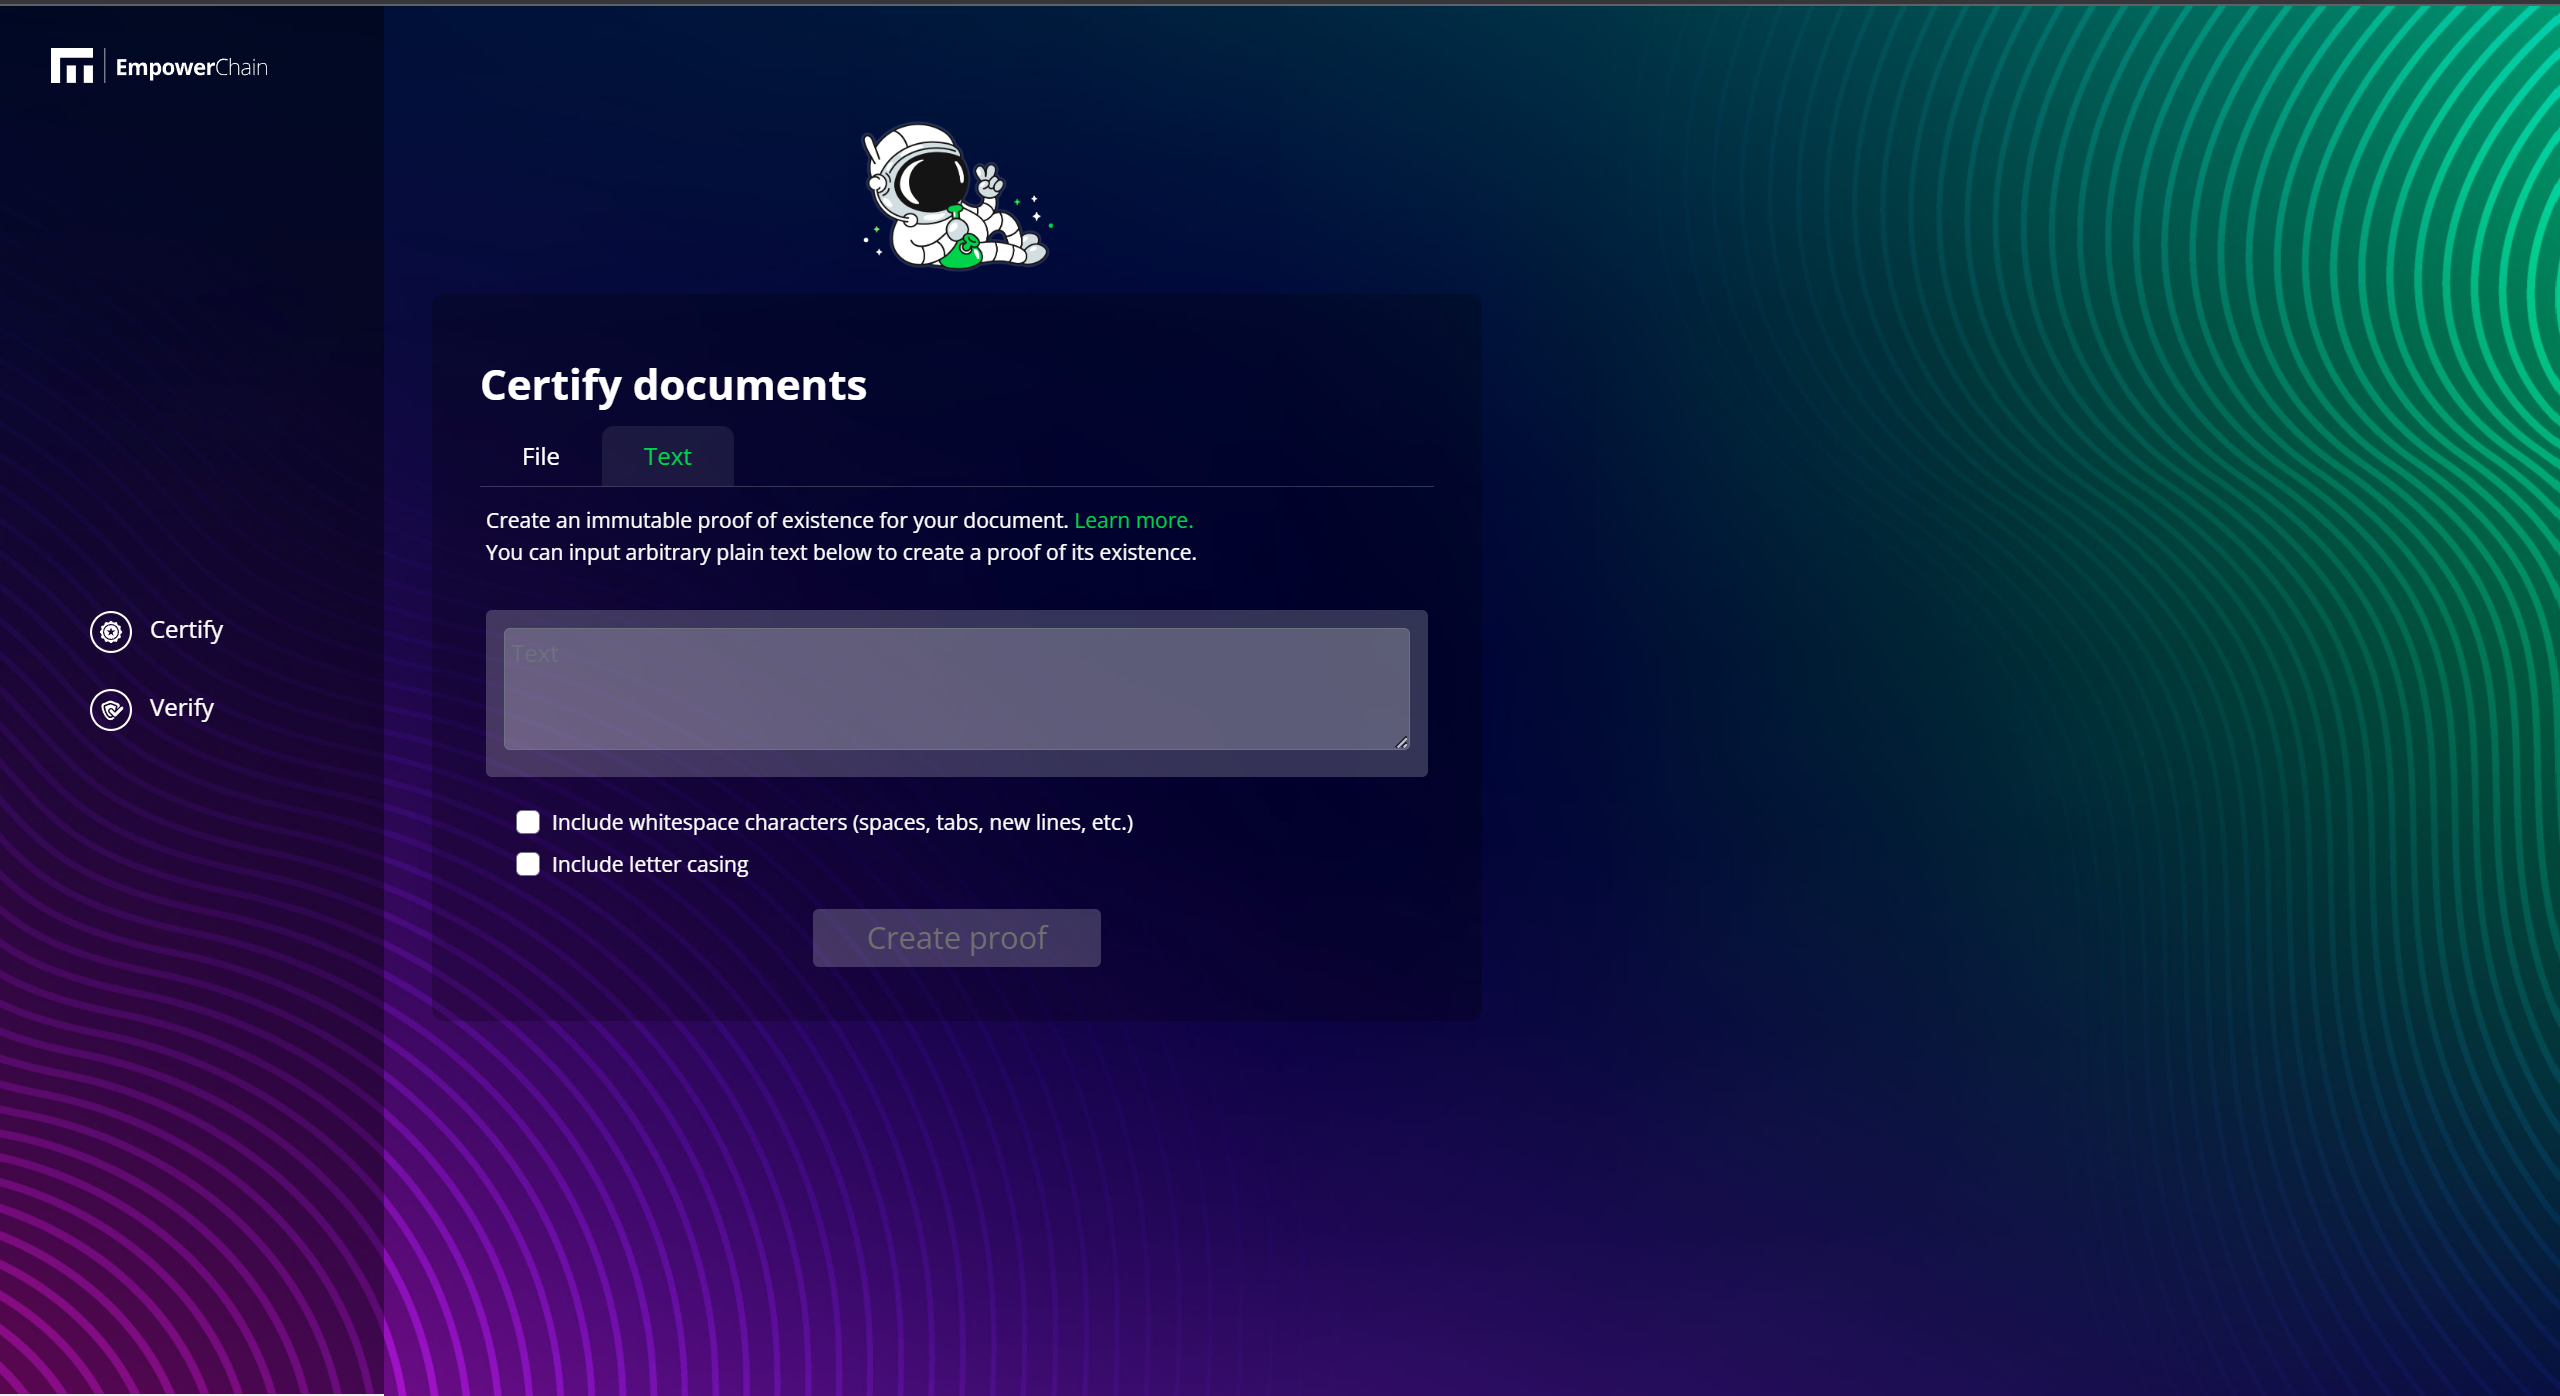 EmpowerChain
Certify documents
File
Text
Create an immutable proof of existence for your document. Learn more.
You can input arbitrary plain text below to create a proof of its existence.
Text
Certify
Verify
Include whitespace characters (spaces, tabs, new lines, etc.)
Include letter casing
Create proof